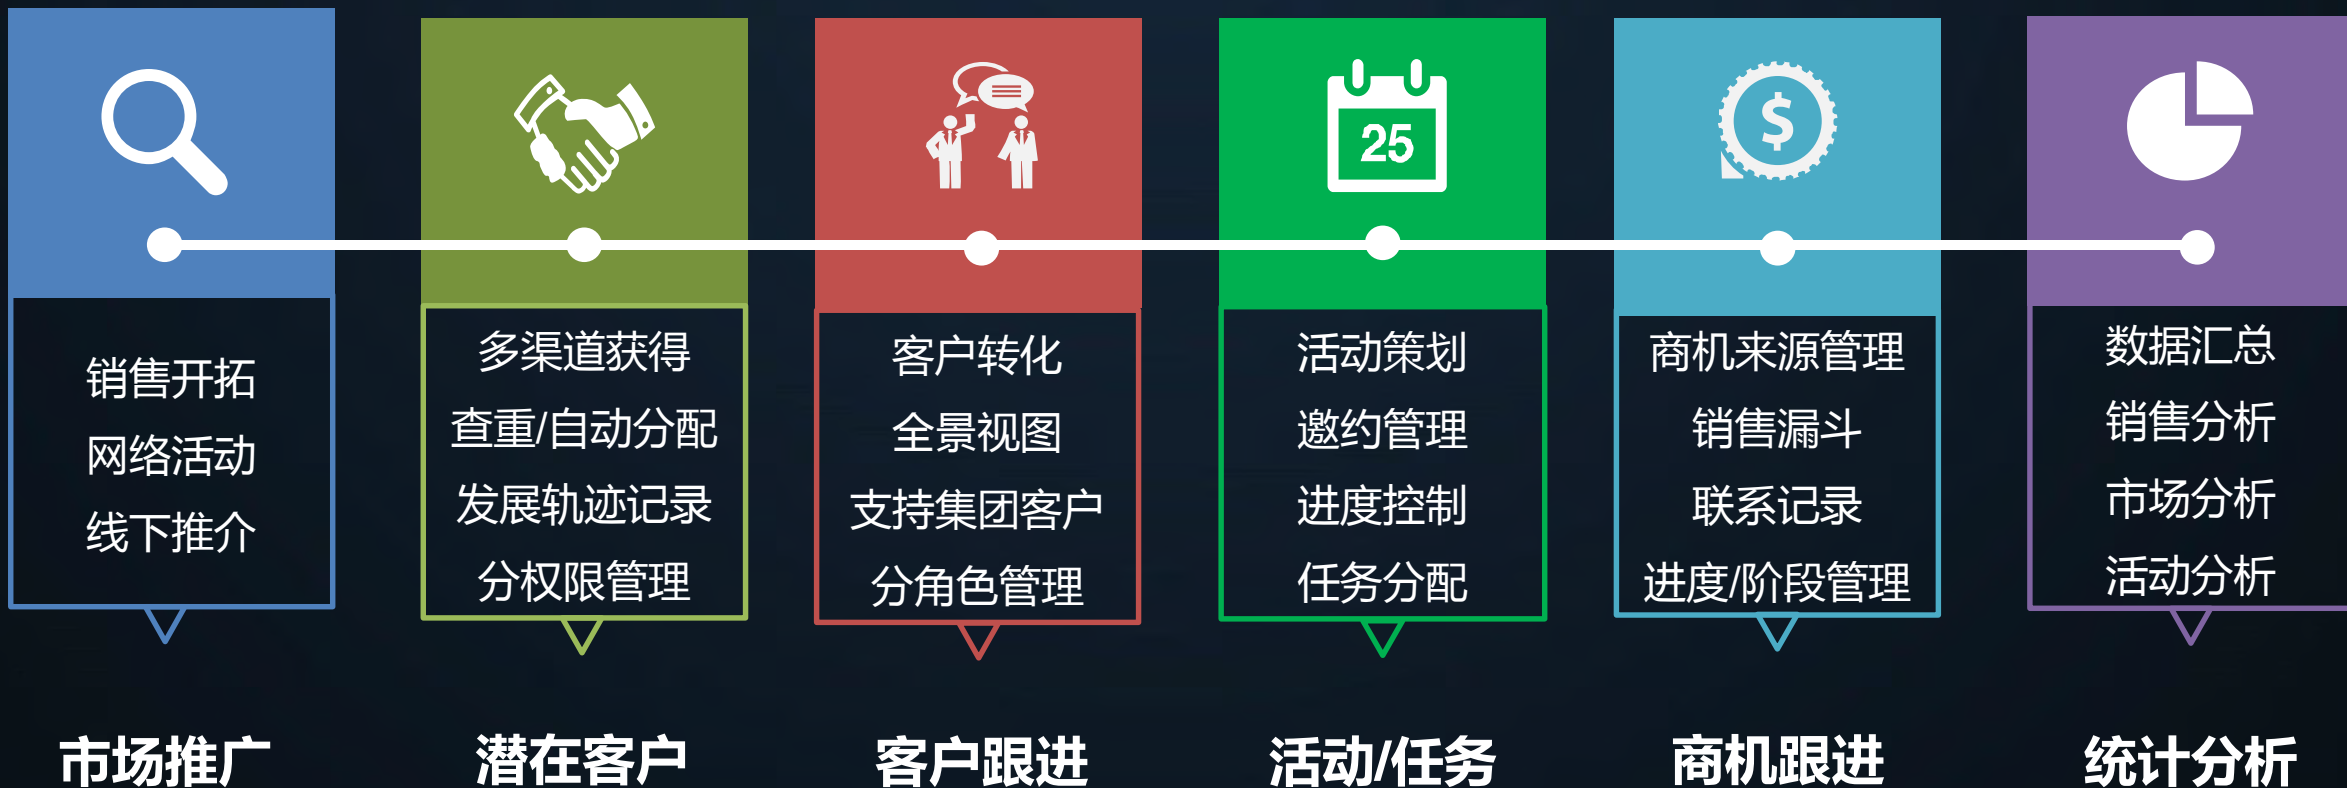 25
$
销售开拓
网络活动
线下推介
市场推广
多渠道获得
查重/自动分配
发展轨迹记录
分权限管理
潜在客户
客户转化
全景视图
支持集团客户
分角色管理
客户跟进
活动策划
邀约管理
进度控制
任务分配
活动/任务
商机来源管理
销售漏斗
联系记录
进度/阶段管理
商机跟进
数据汇总
销售分析
市场分析
活动分析
统计分析